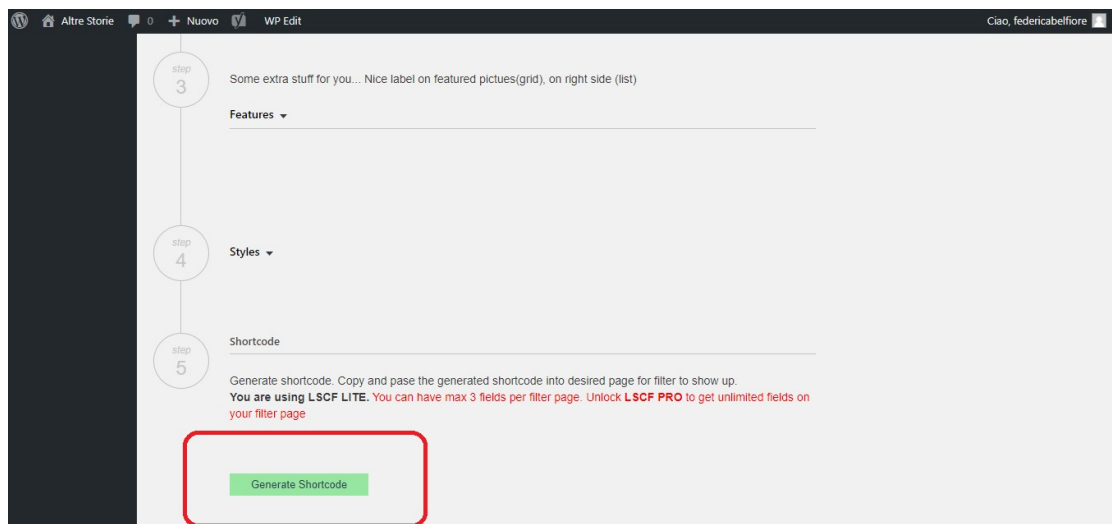 Altre Storie 0 + Nuovo WP Edit Ciao, federicabelfiore
step
3
Some extra stuff for you... Nice label on featured pictues(grid), on right side (list)
Features
step
4
Styles
Shortcode
step
5
Generate shortcode. Copy and pase the generated shortcode into desired page for filter to show up.
You are using LSCF LITE. You can have max 3 fields per filter page. Unlock LSCF PRO to get unlimited fields on
your filter page
Generate Shortcode